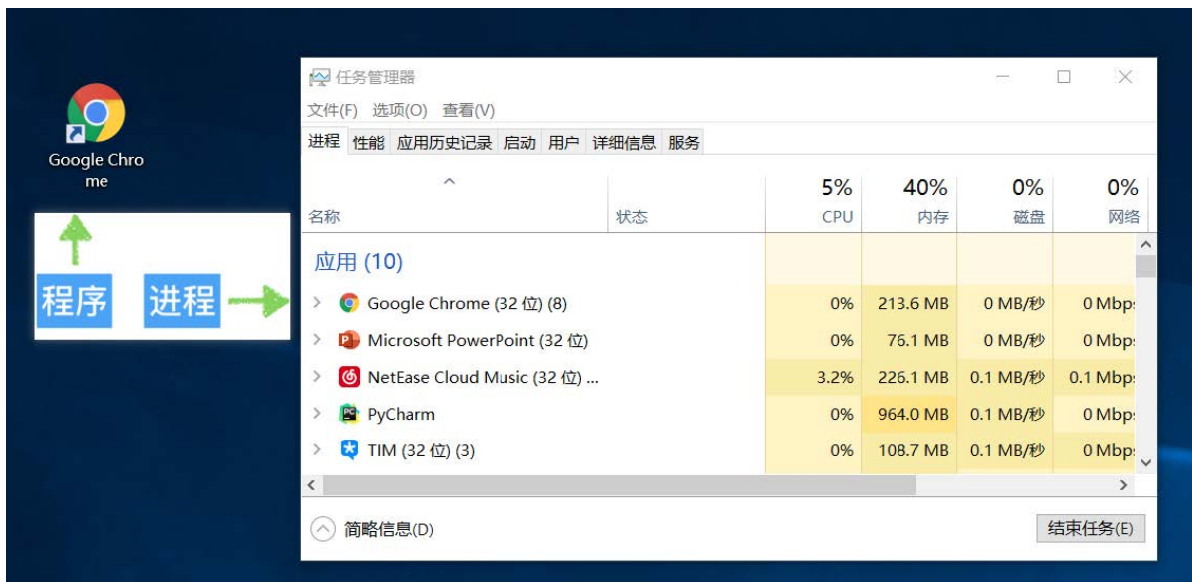 Google Chro
me
程序
进程
任务管理器
文件(F) 选项(O) 查看(V)
进程 性能 应用历史记录 启动 用户 详细信息 服务
5% 40% 0% 0%
名称 状态 CPU 内存 磁盘 网络
应用 (10)
Google Chrome (32 位) (8) 0% 213.6 MB 0 MB/秒 0 Mbp
Microsoft PowerPoint (32 位) 0% 76.1 MB 0 MB/秒 0 Mbp
NetEase Cloud Music (32 位) ... 3.2% 226.1 MB 0.1 MB/秒 0.1 Mbp
PyCharm 0% 964.0 MB 0.1 MB/秒 0 Mbp
TIM (32 位) (3) 0% 108.7 MB 0.1 MB/秒 0 Mbp
简略信息(D)
结束任务(E)